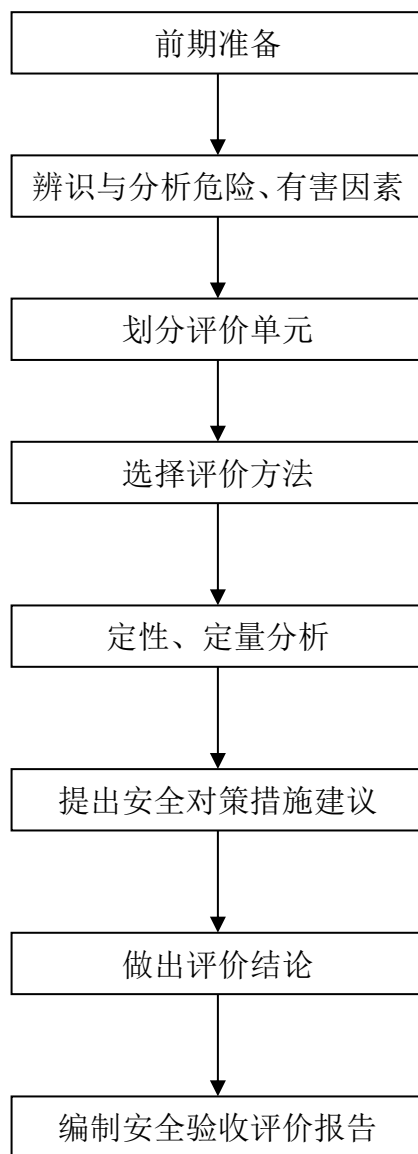 前期准备
辨识与分析危险、有害因素
划分评价单元
选择评价方法
定性、定量分析
提出安全对策措施建议
做出评价结论
编制安全验收评价报告